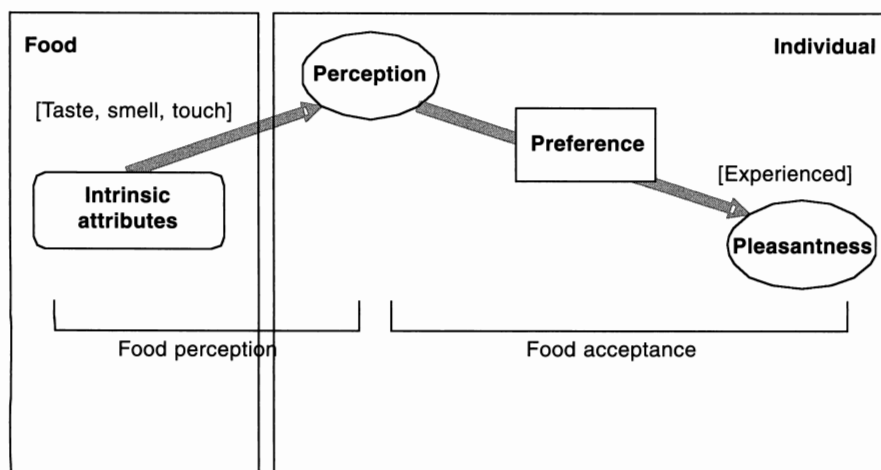 Food
Individual
Perception
[Taste, smell, touch]
Preference
[Experienced]
Intrinsic
attributes
Pleasantness
Food perception
Food acceptance